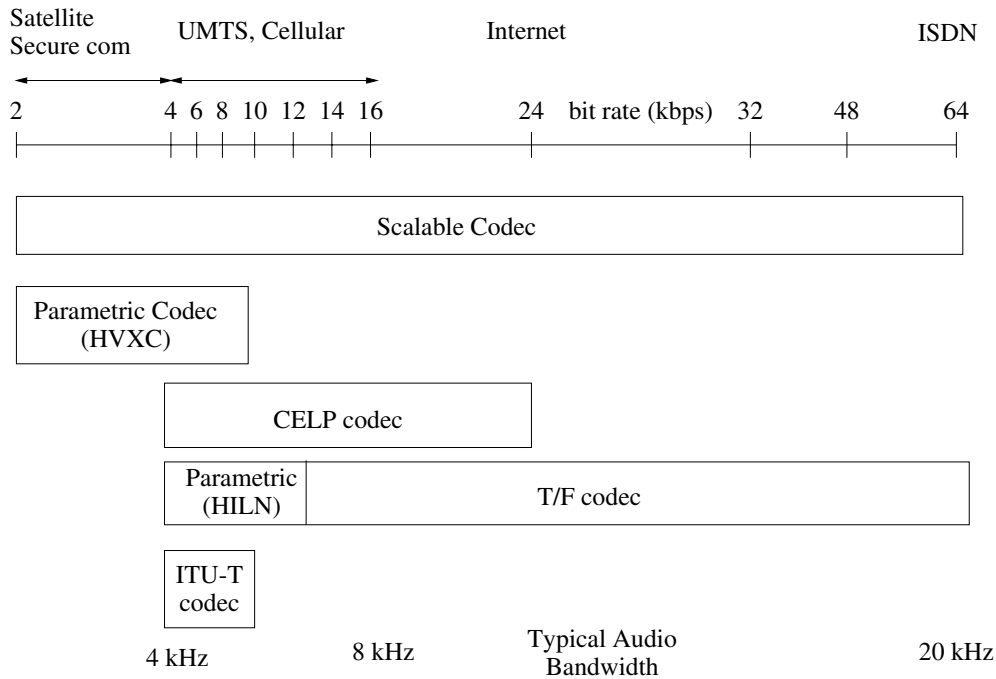 Satellite
Secure com
UMTS, Cellular
Internet
ISDN
2 4 6 8 10 12 14 16 24 bit rate (kbps) 32 48 64
Scalable Codec
Parametric Codec
(HVXC)
CELP codec
Parametric
(HILN)
T/F codec
ITU-T
codec
4 kHz
8 kHz
Typical Audio
Bandwidth
20 kHz